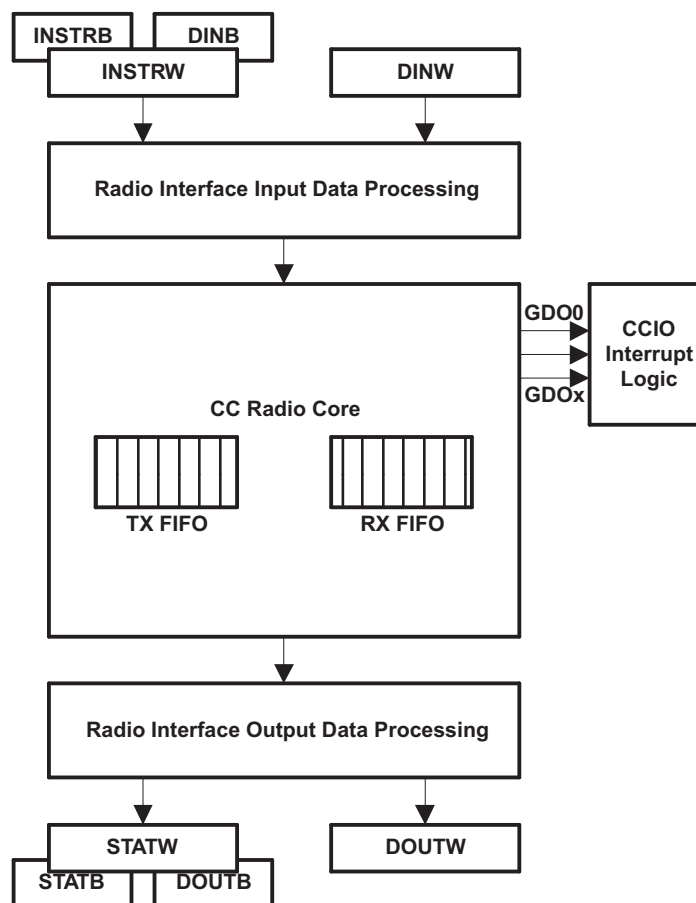 INSTRB DINB
INSTRW DINW
Radio Interface Input Data Processing
GDO0
CCIO
Interrupt
Logic
GDOx
CC Radio Core
TX FIFO RX FIFO
Radio Interface Output Data Processing
STATW DOUTW
STATB DOUTB